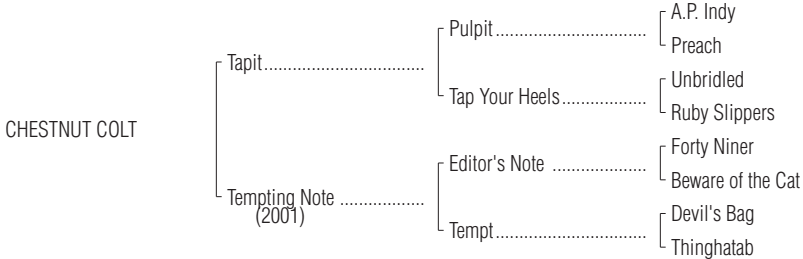 A.P. Indy
Pulpit................................
Preach
Tapit..................................
Unbridled
Tap Your Heels..................
Ruby Slippers
CHESTNUT COLT
Forty Niner
Editor's Note ....................
Beware of the Cat
Tempting Note ..................
(2001)
Devil's Bag
Tempt................................
Thinghatab